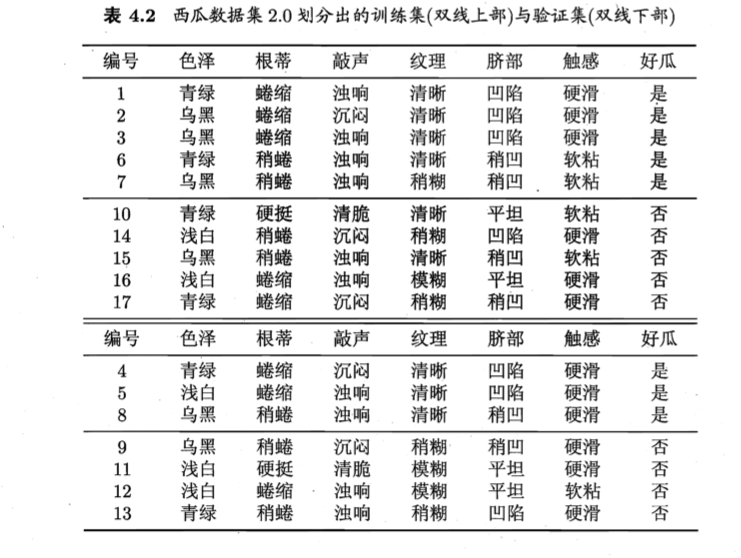 表 4.2 西瓜数据集 2.0 划分出的训练集(双线上部)与验证集(双线下部)
编号 色泽 根蒂 敲声 纹理 脐部 触感 好瓜
1 青绿 蜷缩 浊响 清晰 凹陷 硬滑 是
2 乌黑 蜷缩 沉闷 清晰 凹陷 硬滑 是
3 乌黑 蜷缩 浊响 清晰 凹陷 硬滑 是
6 青绿 稍蜷 浊响 清晰 稍凹 软粘 是
7 乌黑 稍蜷 浊响 稍糊 稍凹 软粘 是
10 青绿 硬挺 清脆 清晰 平坦 软粘 否
14 浅白 稍蜷 沉闷 稍糊 凹陷 硬滑 否
15 乌黑 稍蜷 浊响 清晰 稍凹 软粘 否
16 浅白 蜷缩 浊响 模糊 平坦 硬滑 否
17 青绿 蜷缩 沉闷 稍糊 稍凹 硬滑 否
编号 色泽 根蒂 敲声 纹理 脐部 触感 好瓜
4 青绿 蜷缩 沉闷 清晰 凹陷 硬滑 是
5 浅白 蜷缩 浊响 清晰 凹陷 硬滑 是
8 乌黑 稍蜷 浊响 清晰 稍凹 硬滑 是
9 乌黑 稍蜷 沉闷 稍糊 稍凹 硬滑 否
11 浅白 硬挺 清脆 模糊 平坦 硬滑 否
12 浅白 蜷缩 浊响 模糊 平坦 软粘 否
13 青绿 稍蜷 浊响 稍糊 凹陷 硬滑 否